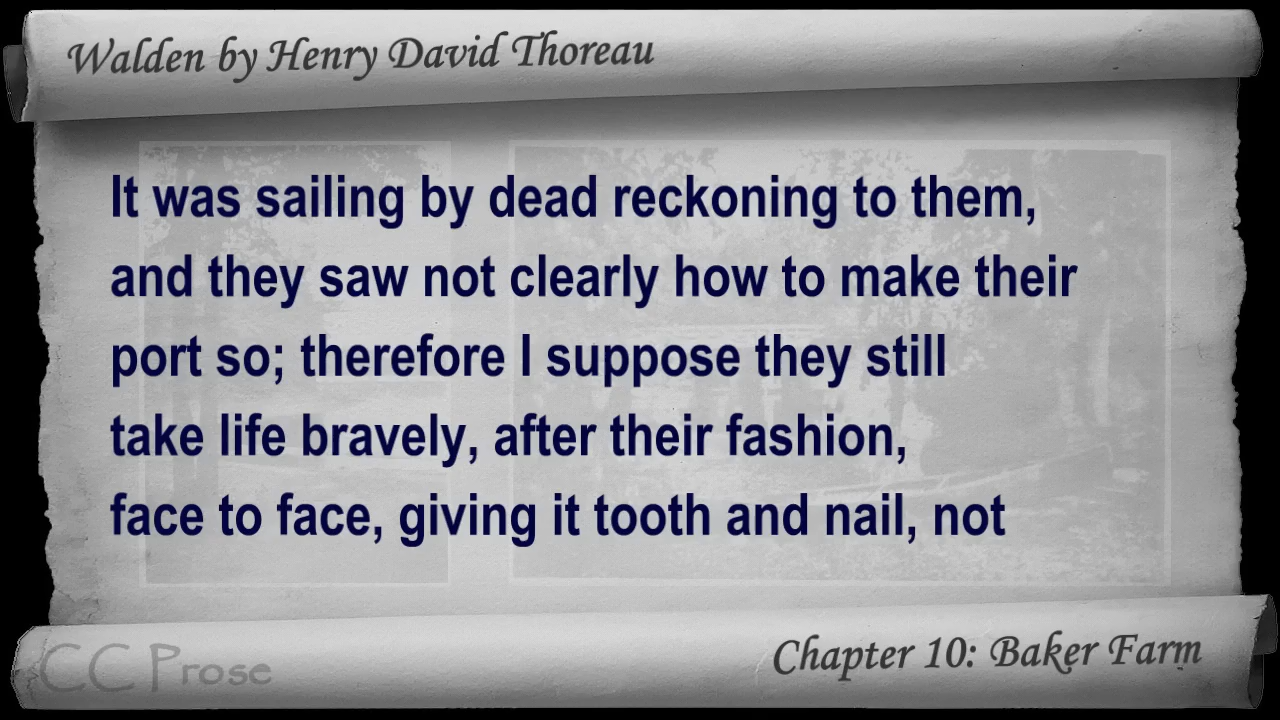 Walden by Henry David Thoreau
It was sailing by dead reckoning to them,
and they saw not clearly how to make their
port so; therefore I suppose they still
take life bravely, after their fashion,
face to face, giving it tooth and nail, not
CC Prose
Chapter 10: Baker Farm